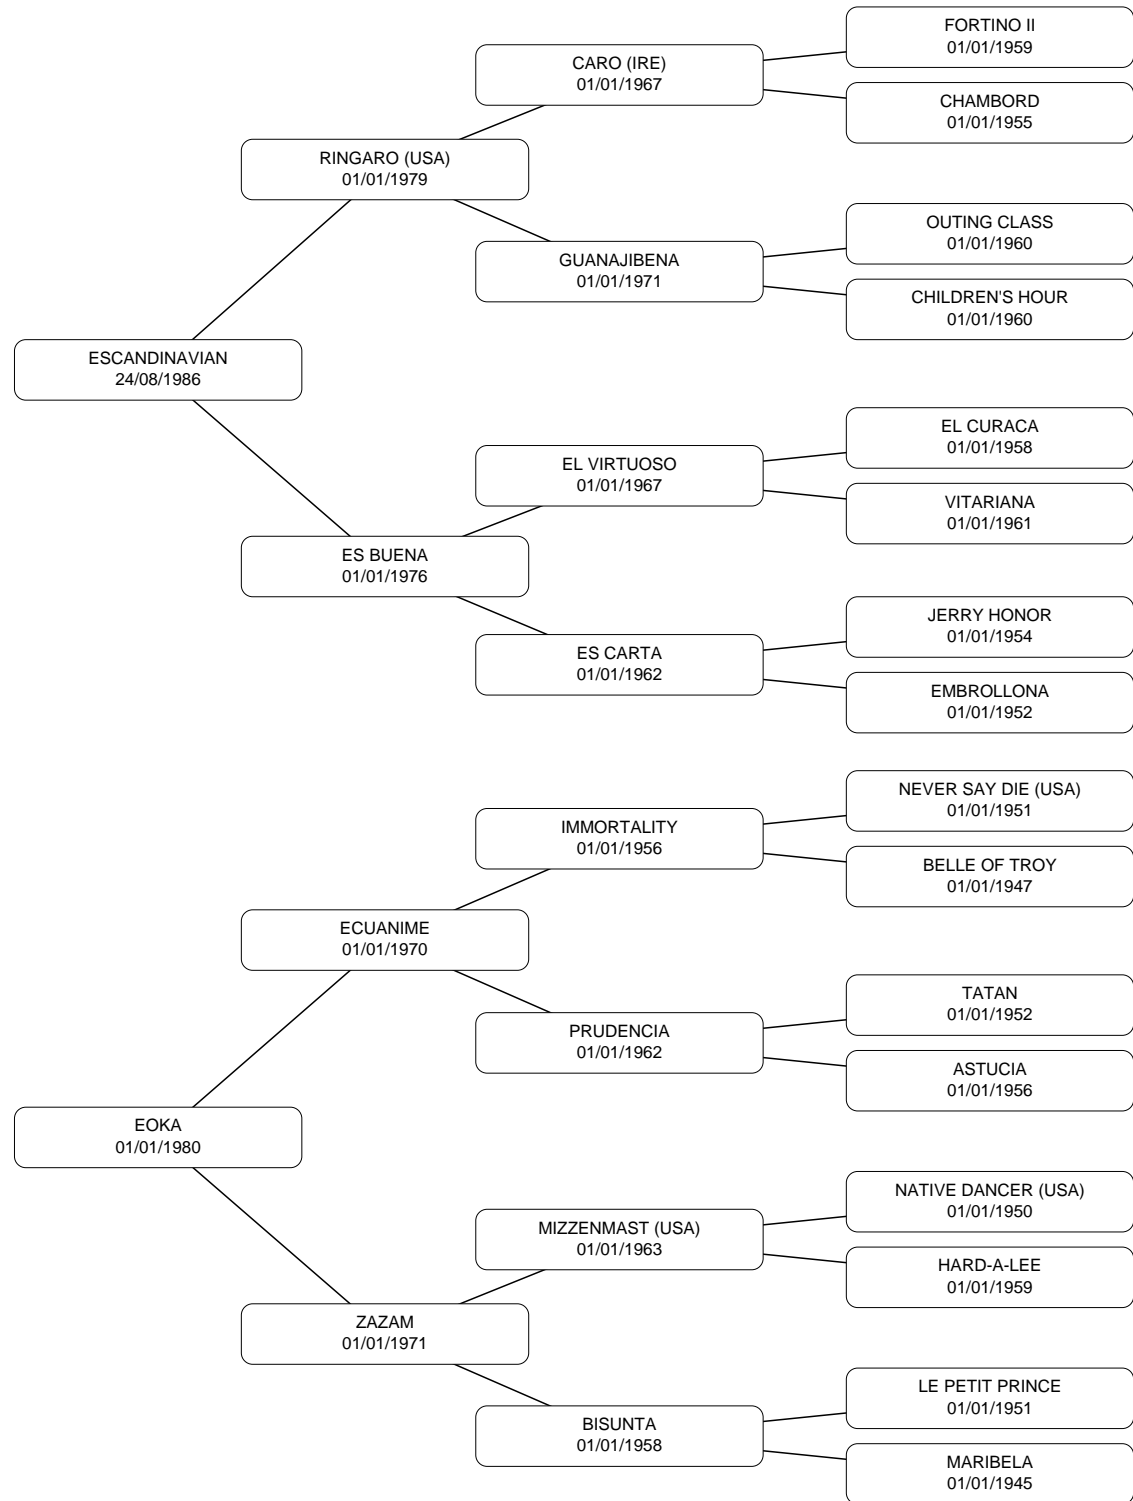 FORTINO II
01/01/1959
CARO (IRE)
01/01/1967
CHAMBORD
01/01/1955
RINGARO (USA)
01/01/1979
OUTING CLASS
01/01/1960
GUANAJIBENA
01/01/1971
CHILDREN'S HOUR
01/01/1960
ESCANDINAVIAN
24/08/1986
EL CURACA
01/01/1958
EL VIRTUOSO
01/01/1967
VITARIANA
01/01/1961
ES BUENA
01/01/1976
JERRY HONOR
01/01/1954
ES CARTA
01/01/1962
EMBROLLONA
01/01/1952
NEVER SAY DIE (USA)
01/01/1951
IMMORTALITY
01/01/1956
BELLE OF TROY
01/01/1947
ECUANIME
01/01/1970
TATAN
01/01/1952
PRUDENCIA
01/01/1962
ASTUCIA
01/01/1956
EOKA
01/01/1980
NATIVE DANCER (USA)
01/01/1950
MIZZENMAST (USA)
01/01/1963
HARD-A-LEE
01/01/1959
ZAZAM
01/01/1971
LE PETIT PRINCE
01/01/1951
BISUNTA
01/01/1958
MARIBELA
01/01/1945